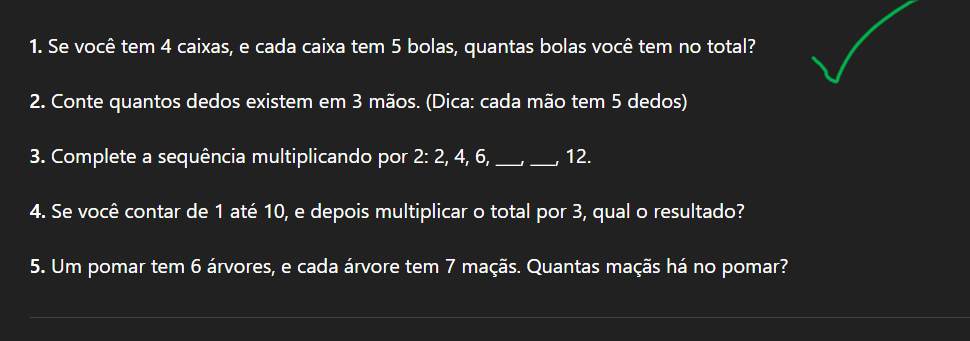 1. Se você tem 4 caixas, e cada caixa tem 5 bolas, quantas bolas você tem no total?
2. Conte quantos dedos existem em 3 mãos. (Dica: cada mão tem 5 dedos)
3. Complete a sequência multiplicando por 2: 2, 4, 6, ___, ___, 12.
4. Se você contar de 1 até 10, e depois multiplicar o total por 3, qual o resultado?
5. Um pomar tem 6 árvores, e cada árvore tem 7 maçãs. Quantas maçãs há no pomar?